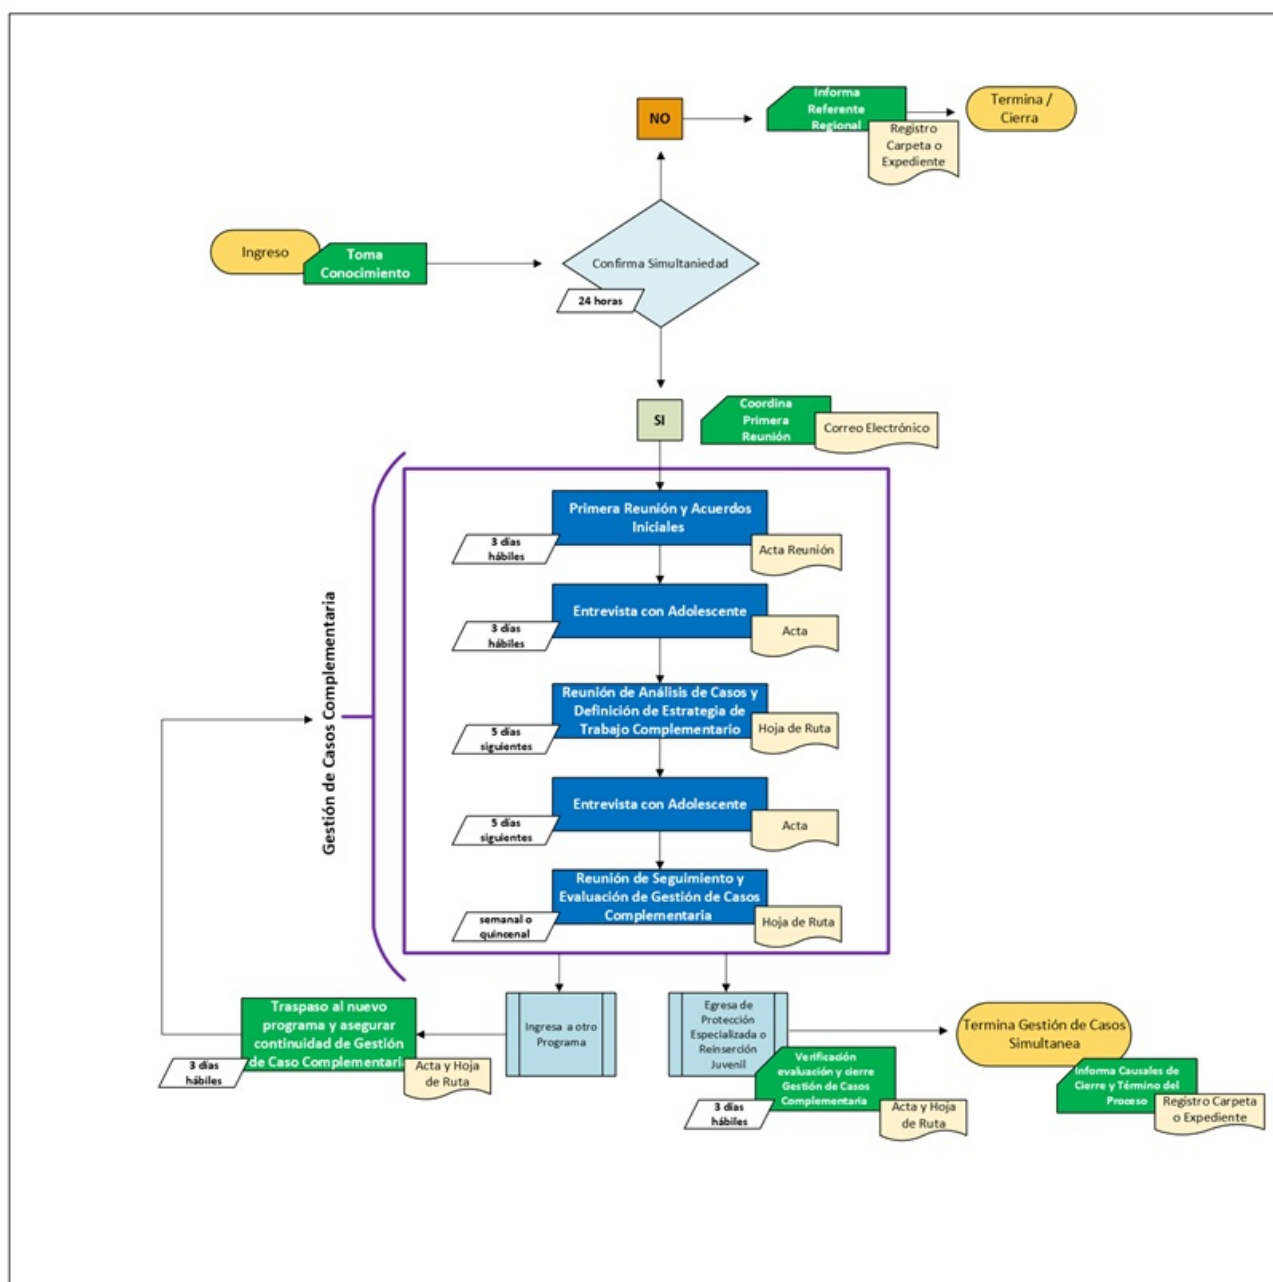 NO
Informa
Referente
Regional
Registro
Carpeta o
Expediente
Termina /
Cierra
Ingreso
Toma
Conocimiento
Confirma Simultaniedad
24 horas
SI
Coordina
Primera
Reunión
Correo Electrónico
Gestión de Casos Complementaria
Primera Reunión y Acuerdos
Iniciales
3 días
hábiles
Acta Reunión
Entrevista con Adolescente
3 días
hábiles
Acta
Reunión de Análisis de Casos y
Definición de Estrategia de
Trabajo Complementario
5 días
siguientes
Hoja de Ruta
Entrevista con Adolescente
5 días
siguientes
Acta
Reunión de Seguimiento y
Evaluación de Gestión de Casos
Complementaria
semanal o
quincenal
Hoja de Ruta
Traspaso al nuevo
programa y asegurar
continuidad de Gestión
de Caso Complementaria
3 días
hábiles
Acta y Hoja
de Ruta
Ingresa a otro
Programa
Egresa de
Protección
Especializada o
Reinserción
Juvenil
Verificación
evaluación y cierre
Gestión de Casos
Complementaria
3 días
hábiles
Acta y Hoja
de Ruta
Termina Gestión de Casos
Simultanea
Informa Causales de
Cierre y Término del
Proceso
Registro Carpeta
o Expediente